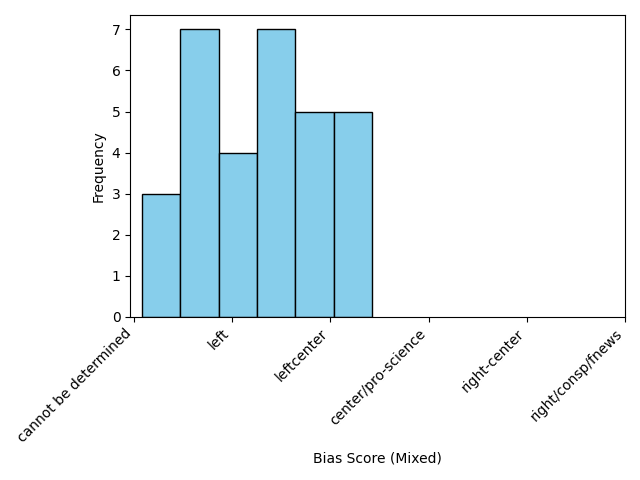 7
6
5
4
3
2
1
0
Frequency
cannot be determined
left
leftcenter
center/pro-science
right-center
right/consp/fnews
Bias Score (Mixed)